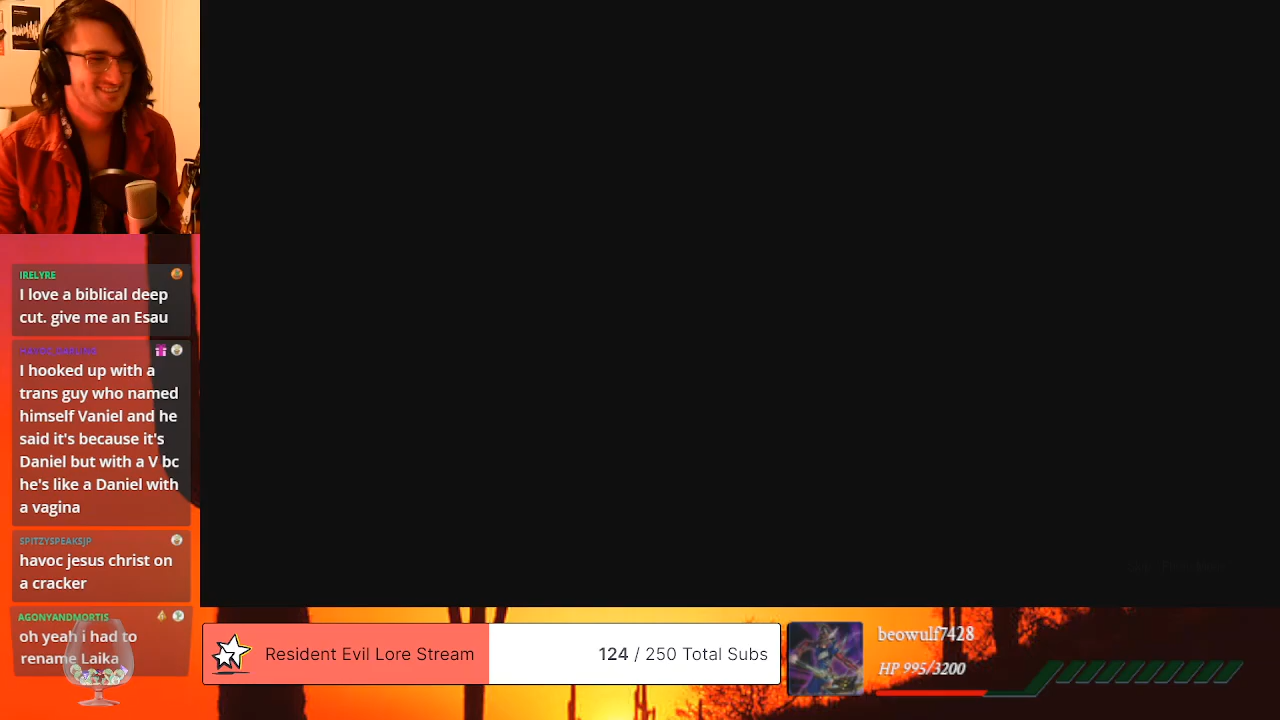 IRELYRE
I love a biblical deep
cut. give me an Esau
I hooked up with a
trans guy who named
himself Vaniel and he
said it's because it's
Daniel but with a V bc
he's like a Daniel with
a vagina
SPITZYSPEAKSJP
havoc jesus christ on
a cracker
AGONYANDMORTIS
oh yeah i had to
rename Laika
Resident Evil Lore Stream
124 / 250 Total Subs
beowulf7428
HP 995/3200